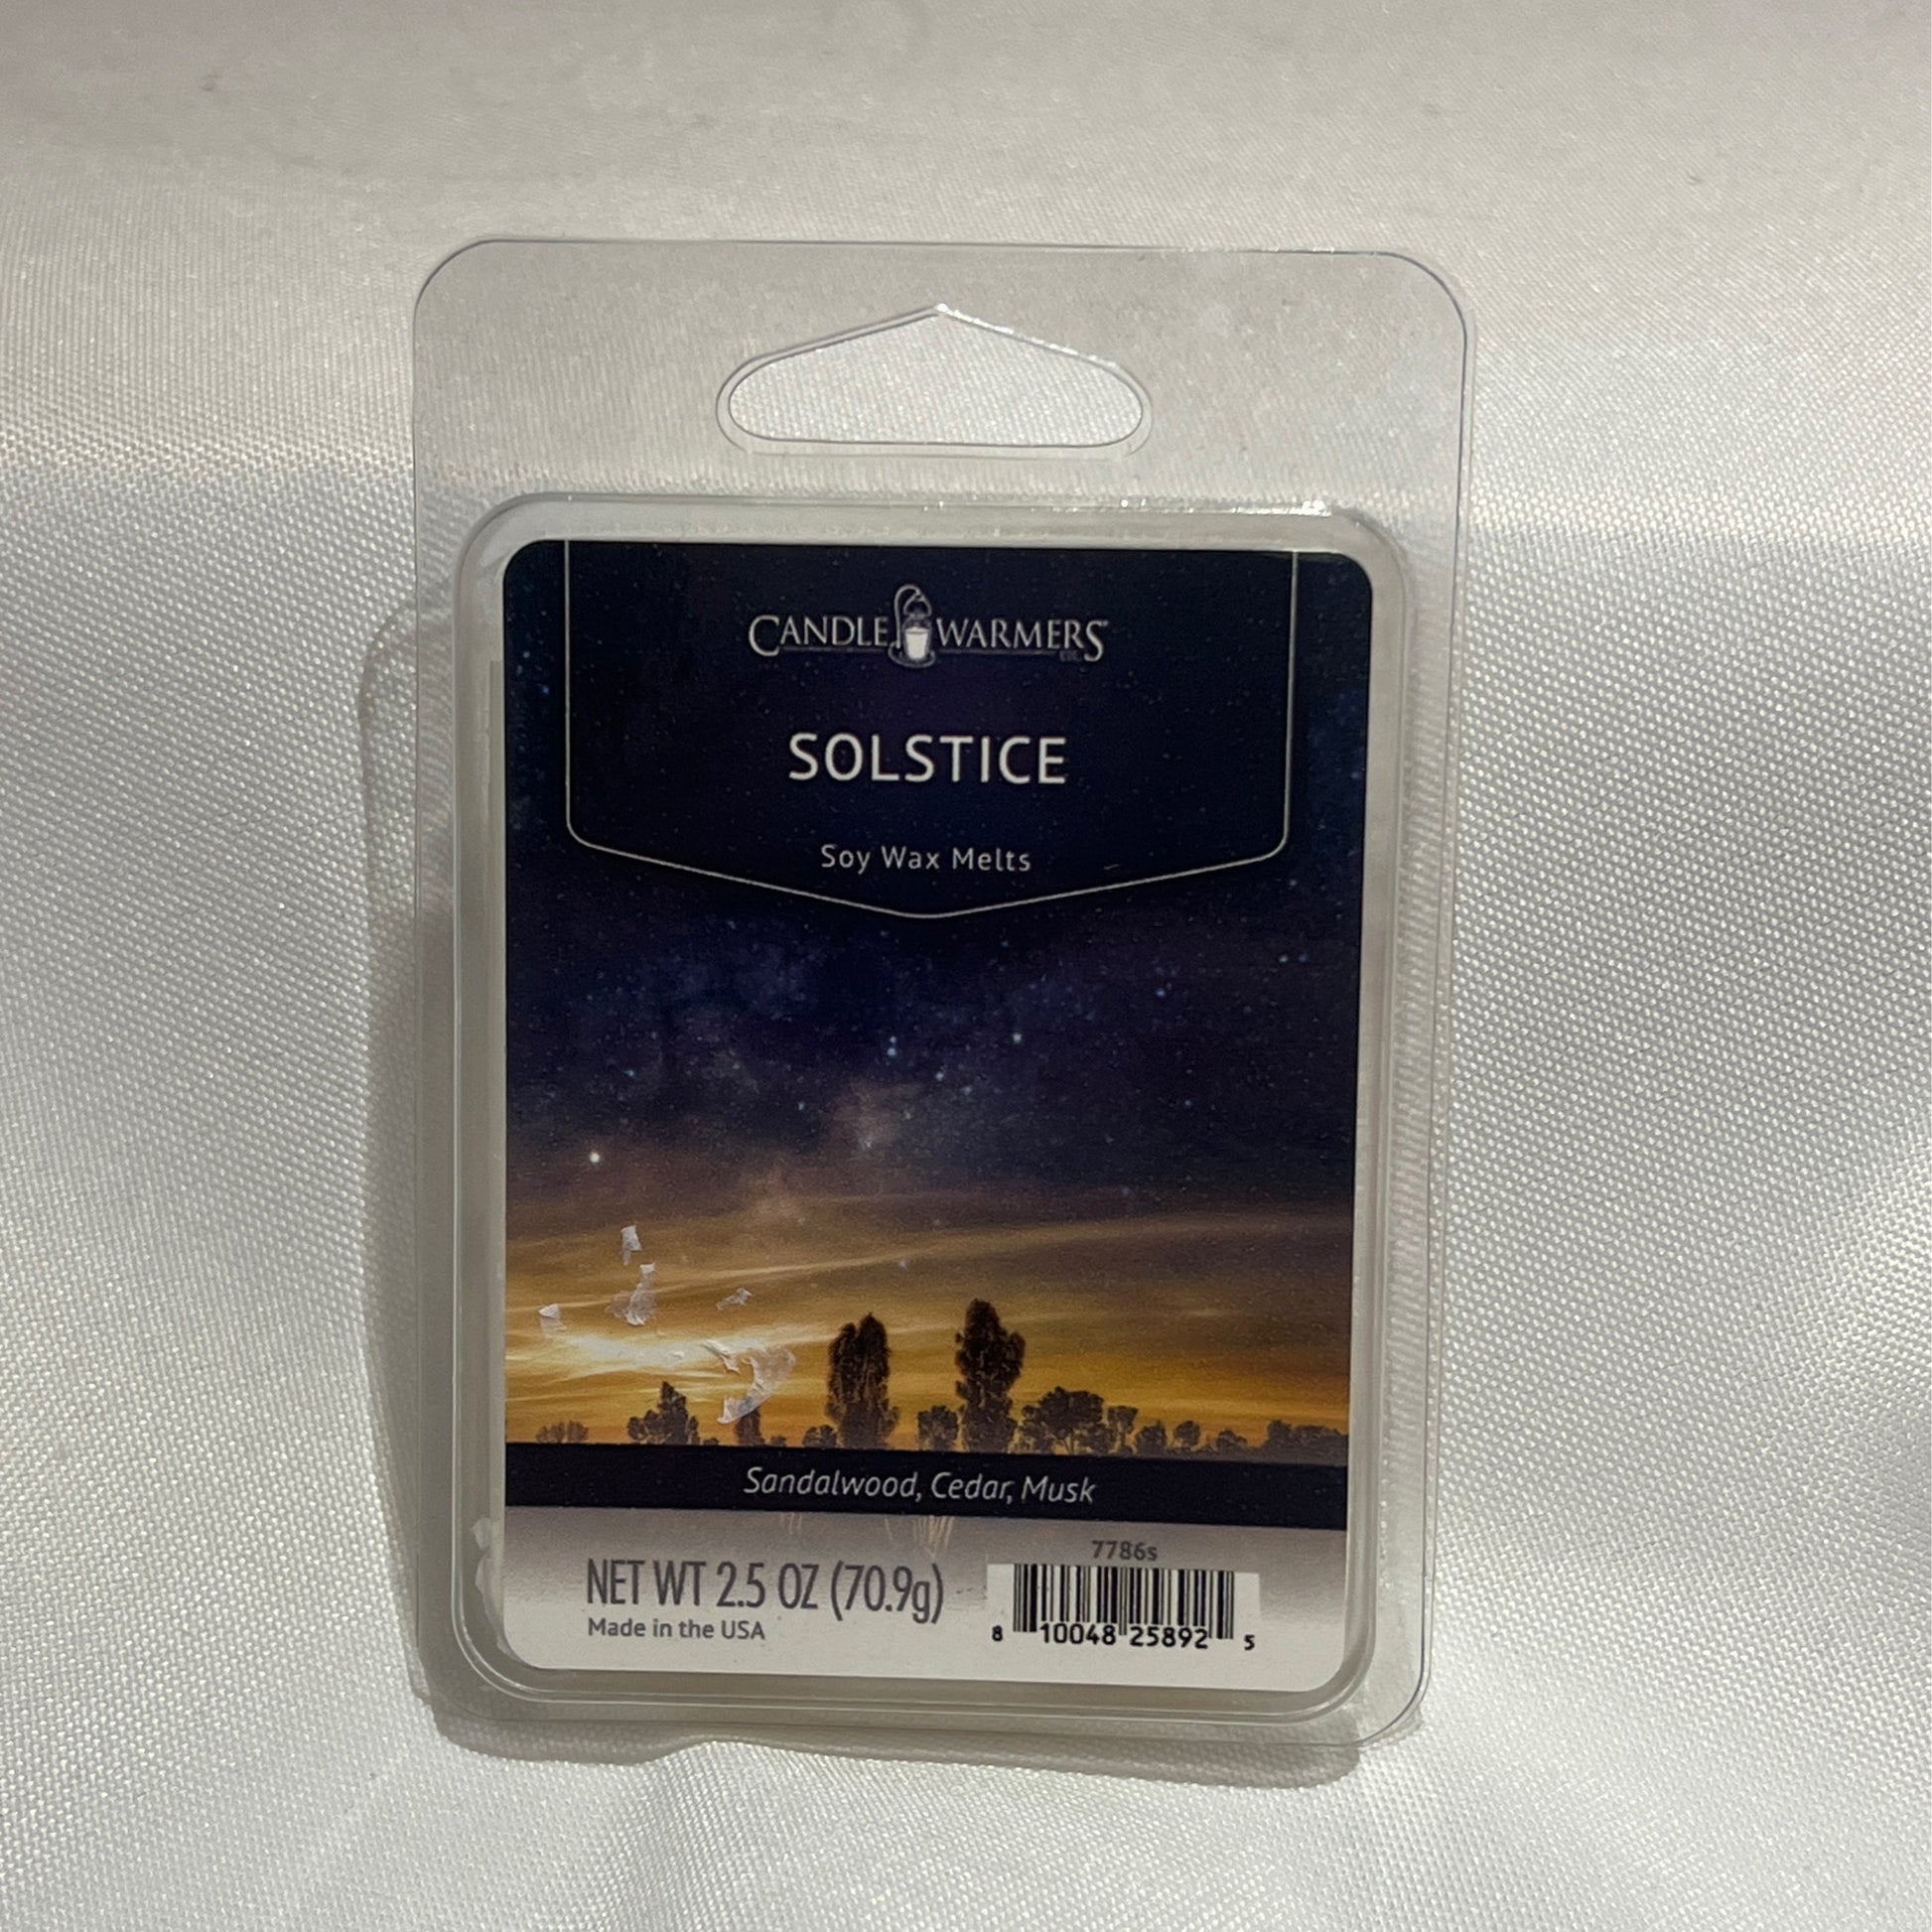 CANDLE WARMERS
ETC.
SOLSTICE
Soy Wax Melts
Sandalwood, Cedar, Musk
7786s
NET WT 2.5 OZ (70.9g)
Made in the USA
8 10048 25892 5